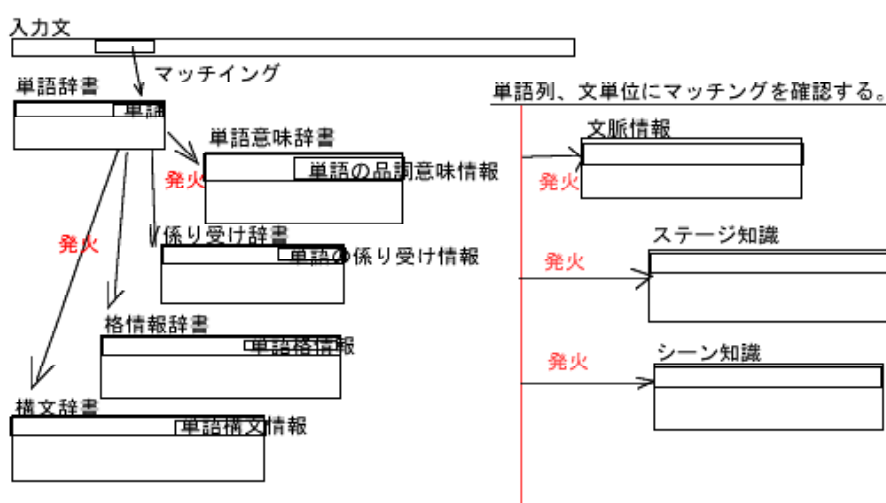 入力文
マッチイング
単語辞書
単語
単語意味辞書
単語の品詞意味情報
発火
係り受け辞書
発火
単語の係り受け情報
格情報辞書
単語格情報
構文辞書
単語構文情報
単語列、文単位にマッチングを確認する。
文脈情報
発火
ステージ知識
発火
シーン知識
発火